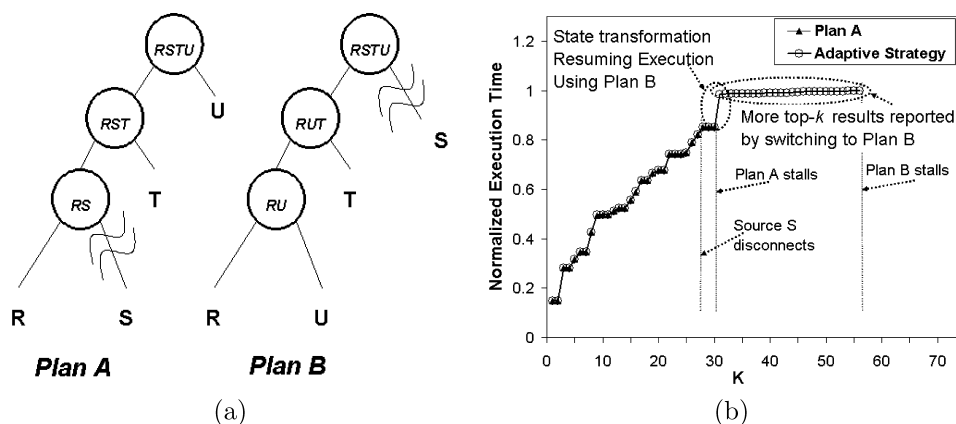 RSTU
U
RST
T
RS
R
S
Plan A
RSTU
S
RUT
T
RU
R
U
Plan B
(a)
Plan A
Adaptive Strategy
State transformation
Resuming Execution
Using Plan B
More top-k results reported
by switching to Plan B
Plan A stalls
Plan B stalls
Source S
disconnects
Normalized Execution Time
1.2
1
0.8
0.6
0.4
0.2
0
0
10
20
30
40
50
60
70
K
(b)